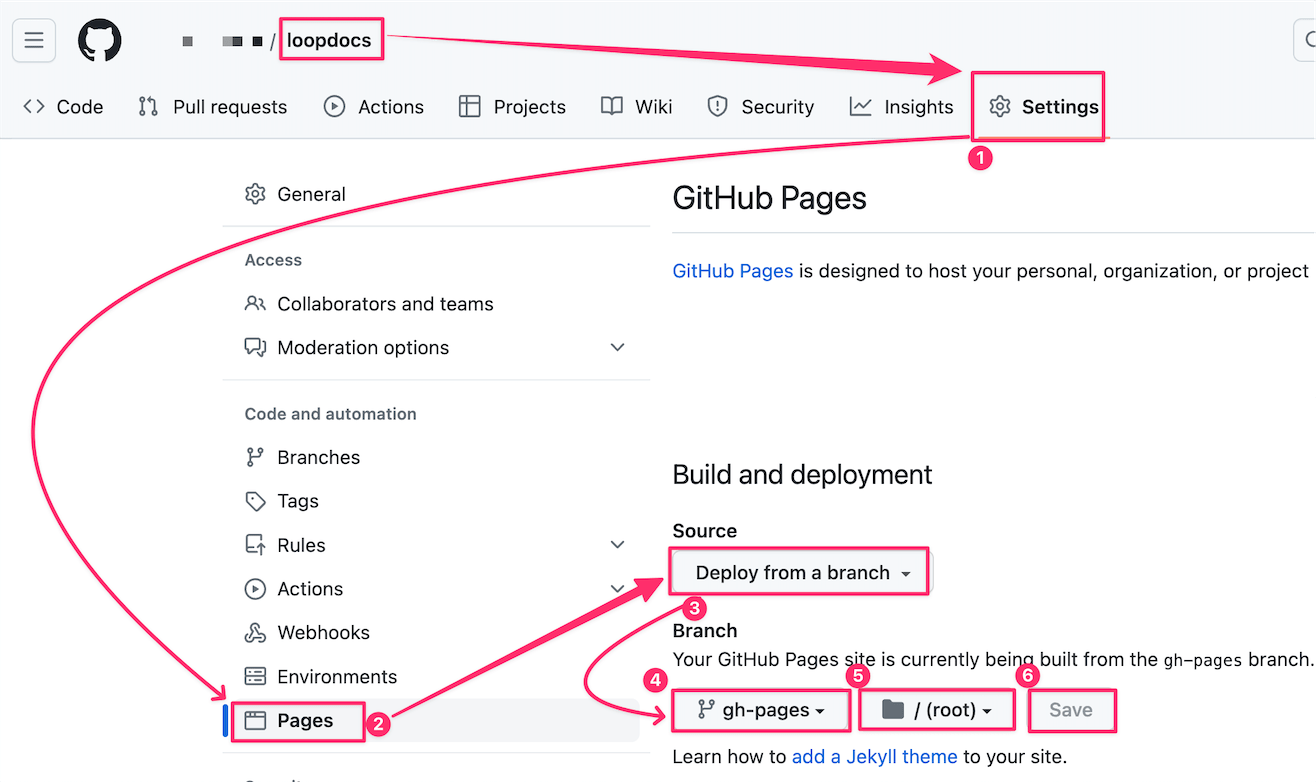 / loopdocs
Code Pull requests Actions Projects Wiki Security Insights Settings
1
General
Access
Collaborators and teams
Moderation options
Code and automation
Branches
Tags
Rules
Actions
Webhooks
Environments
Pages 2
GitHub Pages
GitHub Pages is designed to host your personal, organization, or project
Build and deployment
Source
Deploy from a branch
3
Branch
Your GitHub Pages site is currently being built from the gh-pages branch.
4 5 6
gh-pages / (root) Save
Learn how to add a Jekyll theme to your site.